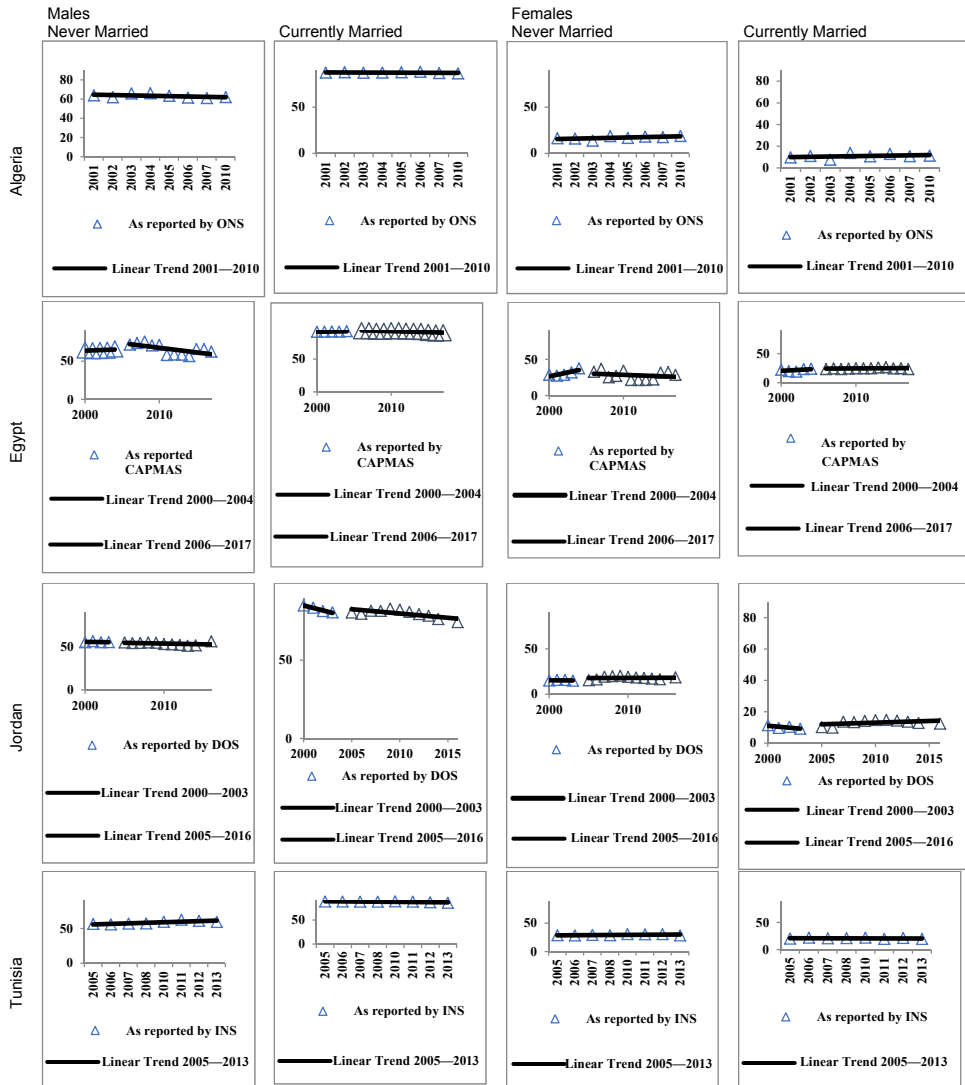 Males
Never Married
Currently Married
Females
Never Married
Currently Married
Algeria
80
60
40
20
0
2001
2002
2003
2004
2005
2006
2007
2010
As reported by ONS
Linear Trend 2001—2010
50
0
2001
2002
2003
2004
2005
2006
2007
2010
As reported by ONS
Linear Trend 2001—2010
50
0
2001
2002
2003
2004
2005
2006
2007
2010
As reported by ONS
Linear Trend 2001—2010
80
60
40
20
0
2001
2002
2003
2004
2005
2006
2007
2010
As reported by ONS
Linear Trend 2001—2010
Egypt
50
0
2000
2010
As reported
CAPMAS
Linear Trend 2000—2004
Linear Trend 2006—2017
50
0
2000
2010
As reported by
CAPMAS
Linear Trend 2000—2004
Linear Trend 2006—2017
50
0
2000
2010
As reported by
CAPMAS
Linear Trend 2000—2004
Linear Trend 2006—2017
50
0
2000
2010
As reported by
CAPMAS
Linear Trend 2000—2004
Linear Trend 2006—2017
Jordan
50
0
2000
2010
As reported by DOS
Linear Trend 2000—2003
Linear Trend 2005—2016
50
0
2000
2005
2010
2015
As reported by DOS
Linear Trend 2000—2003
Linear Trend 2005—2016
50
0
2000
2010
As reported by DOS
Linear Trend 2000—2003
Linear Trend 2005—2016
80
60
40
20
0
2000
2005
2010
2015
As reported by DOS
Linear Trend 2000—2003
Linear Trend 2005—2016
Tunisia
50
0
2005
2006
2007
2008
2010
2011
2012
2013
As reported by INS
Linear Trend 2005—2013
50
0
2005
2006
2007
2008
2010
2011
2012
2013
As reported by INS
Linear Trend 2005—2013
50
0
2005
2006
2007
2008
2010
2011
2012
2013
As reported by INS
Linear Trend 2005—2013
50
0
2005
2006
2007
2008
2010
2011
2012
2013
As reported by INS
Linear Trend 2005—2013